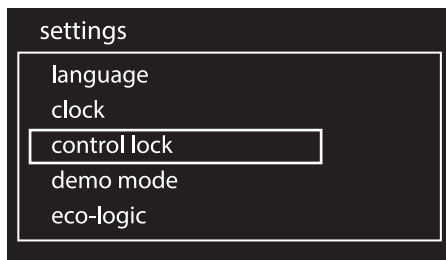 settings
language
clock
control lock
demo mode
eco-logic